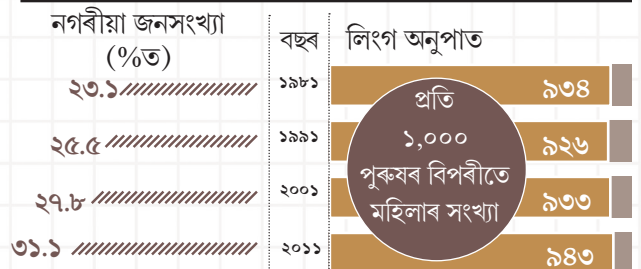 নগৰীয়া জনসংখ্যা
(%ত)
বছৰ
লিংগ অনুপাত
২৩.১
১৯৮১
৯৩৪
২৫.৫
১৯৯১
৯২৬
২৭.৮
২০০১
৯৩৩
৩১.১
২০১১
৯৪৩
প্ৰতি
১,০০০
পুৰুষৰ বিপৰীতে
মহিলাৰ সংখ্যা